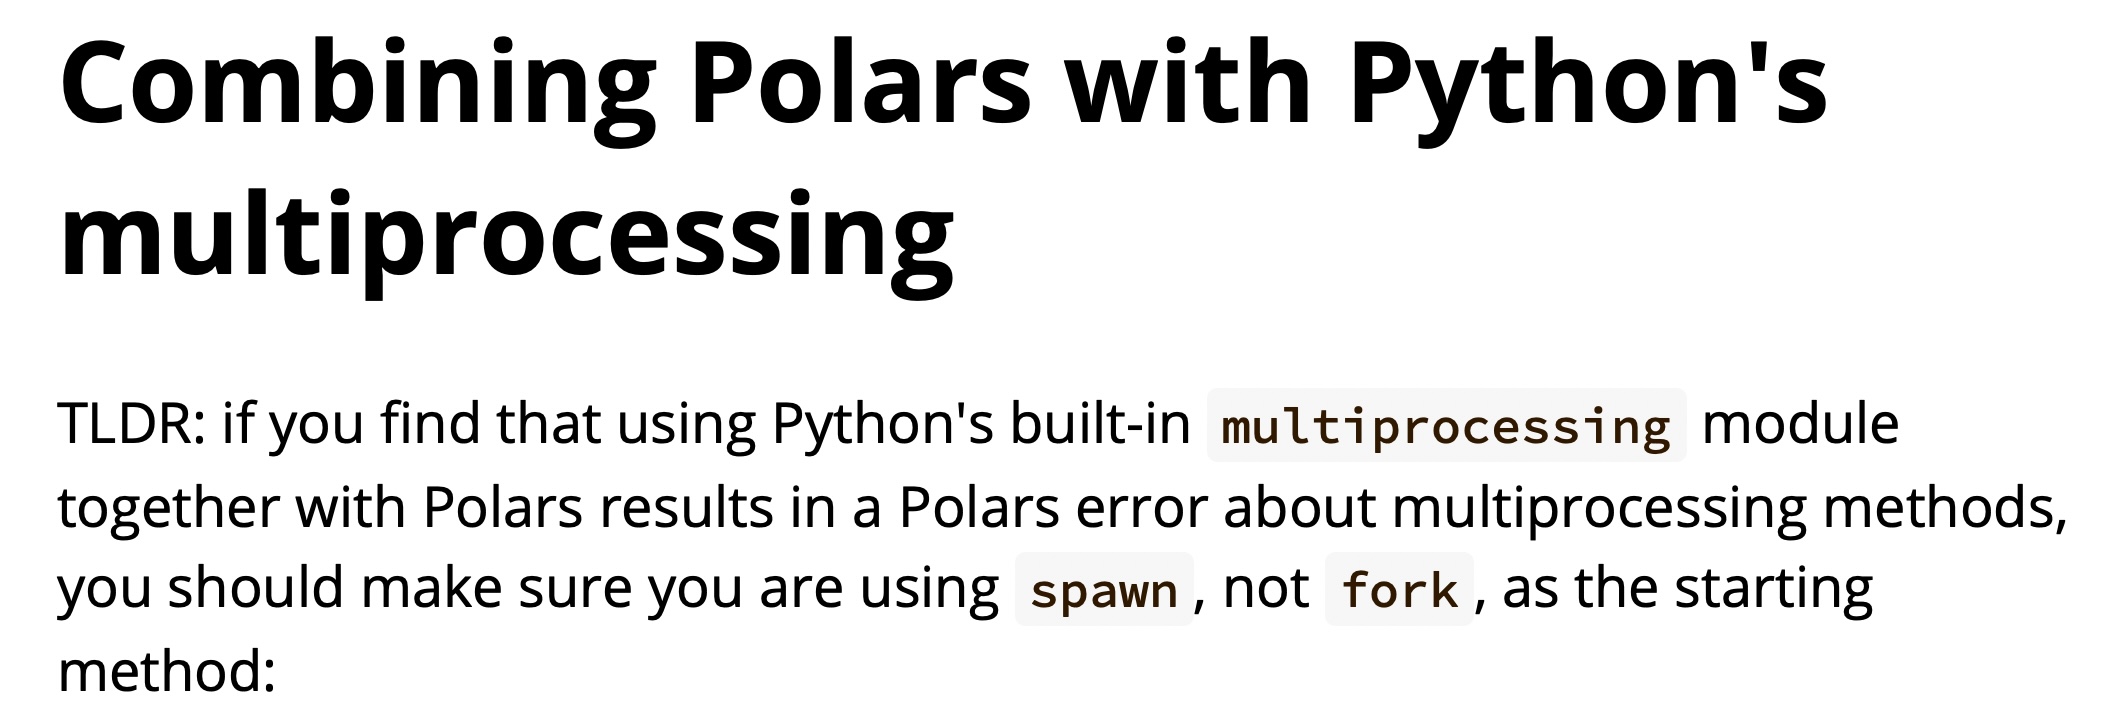 Combining Polars with Python's
multiprocessing
TLDR: if you find that using Python's built-in multiprocessing module
together with Polars results in a Polars error about multiprocessing methods,
you should make sure you are using spawn, not fork, as the starting
method: